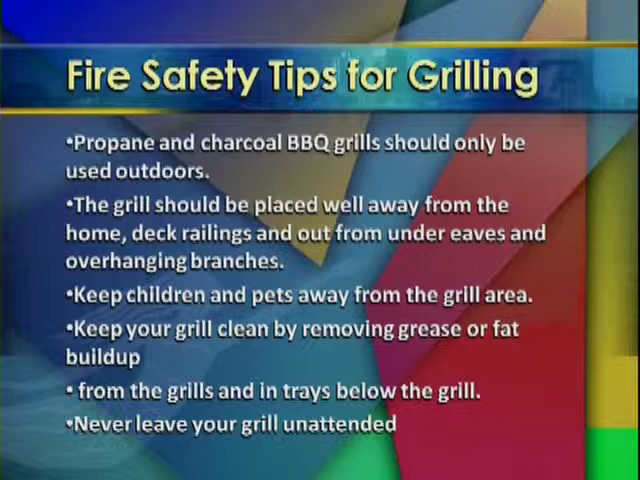 Fire Safety Tips for Grilling
•Propane and charcoal BBQ grills should only be
used outdoors.
•The grill should be placed well away from the
home, deck railings and out from under eaves and
overhanging branches.
•Keep children and pets away from the grill area.
•Keep your grill clean by removing grease or fat
buildup
• from the grills and in trays below the grill.
•Never leave your grill unattended